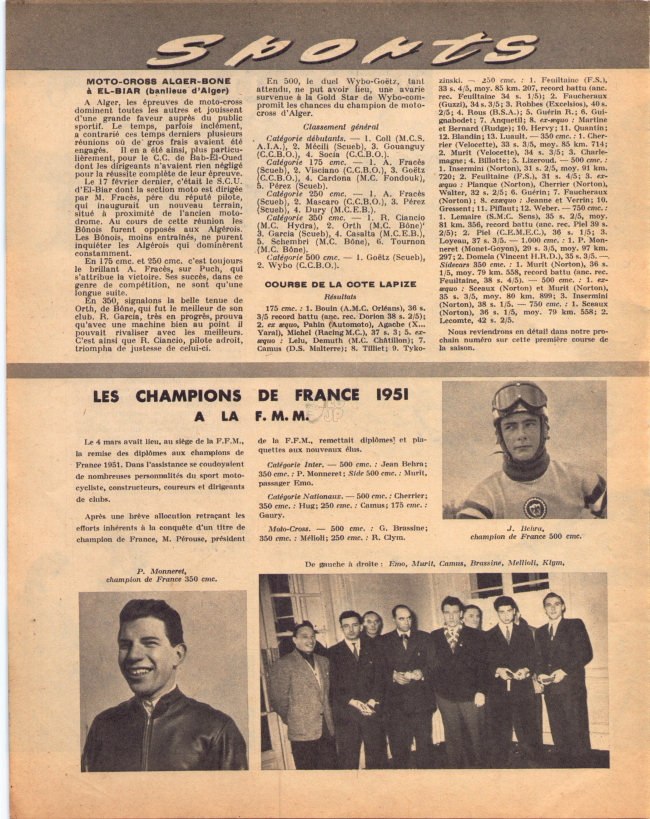 Sports
MOTO-CROSS ALGER-BONE
à EL-BIAR (banlieue d'Alger)
A Alger, les épreuves de moto-cross
dominent toutes les autres et jouissent
d'une grande faveur auprès du public
sportif. Le temps, parfois inclément,
a contrarié ces temps derniers plusieurs
réunions où de gros frais avaient été
engagés. Il en a été ainsi, plus particu-
lièrement, pour le C.C. de Bab-El-Oued
dont les dirigeants n'avaient rien négligé
pour la réussite complète de leur épreuve.
Le 17 février dernier, c'était le S.C.U.
d'El-Biar dont la section moto est dirigée
par M. Fracès, père du réputé pilote,
qui inaugurait un nouveau terrain,
situé à proximité de l'ancien moto-
drome. Au cours de cette réunion les
Bônois furent opposés aux Algérois.
Les Bônois, moins entraînés, ne purent
inquiéter les Algérois qui dominèrent
constamment.
En 175 cmc. et 250 cmc. c'est toujours
le brillant A. Fracès, sur Puch, qui
s'attribue la victoire. Ses succès, dans ce
genre de compétition, ne sont qu'une
longue suite.
En 350, signalons la belle tenue de
Orth, de Bône, qui fut le meilleur de son
club. R. Garcia, très en progrès, prouva
qu'avec une machine bien au point il
pouvait rivaliser avec les meilleurs.
C'est ainsi que R. Ciancio, pilote adroit,
triompha de justesse de celui-ci.
En 500, le duel Wybo-Goëtz, tant
attendu, ne put avoir lieu, une avarie
survenue à la Gold Star de Wybo-com-
promit les chances du champion de moto-
cross d'Alger.
Classement général
Catégorie débutants. — 1. Coll (M.C.S.
A.I.A.), 2. Mécili (Scueb), 3. Gouanguy
(C.C.B.O.), 4. Socia (C.C.B.O.).
Catégorie 175 cmc. — 1. A. Fracès
(Scueb), 2. Visciano (C.C.B.O.), 3. Goëtz
(C.C.B.O.), 4. Cardona (M.C. Fondouk),
5. Pérez (Scueb).
Catégorie 250 cmc. — 1. A. Fracès
(Scueb), 2. Mascaro (C.C.B.O.), 3. Pérez
(Scueb), 4. Dury (M.C.E.B.).
Catégorie 350 cmc. — 1. R. Ciancio
(M.C. Hydra), 2. Orth (M.C. Bône)
3. Garcia (Scueb), 4. Casalta (M.C.E.B.),
5. Schembri (M.C. Bône), 6. Tournon
(M.C. Bône).
Catégorie 500 cmc. — 1. Goëtz (Scueb),
2. Wybo (C.C.B.O.).
COURSE DE LA COTE LAPIZE
Résultats
175 cmc. : 1. Bouin (A.M.C. Orléans), 36 s.
3/5 record battu (anc. rec. Dorion 38 s. 2/5);
2. ex æquo, Pahin (Automoto), Agache (X...
Yaral), Michel (Racing M.C.), 37 s. 3; 5. ex-
æquo : Lelu, Demuth (M.C. Châtillon); 7.
Camus (D.S. Malterre); 8. Tilliet; 9. Tyko-
zinski. — 250 cmc. : 1. Feuiltaine (F.S.),
33 s. 4/5, moy. 85 km. 207, record battu (anc.
rec. Feuiltaine 34 s. 1/5); 2. Faucheraux
(Guzzi), 34 s. 3/5; 3. Robbes (Excelsios), 40 s.
2/5; 4. Rous (B.S.A.); 5. Guérin R.; 6. Gui-
gnabodet; 7. Anquetil; 8. ex-æquo : Martine
et Bernard (Rudge); 10. Hervy; 11. Quantin;
12. Blandin; 13. Luault. — 350 cmc. : 1. Cher-
rier (Velocette), 33 s. 3/5, moy. 85 km. 714;
2. Murit (Velocette), 34 s. 3/5; 3. Charle-
magne; 4. Billotte; 5. Lizeroud. — 500 cmc. :
1. Insermini (Norton) 31 s. 2/5, moy. 91 km.
720; 2. Feuiltaine (F.S.), 31 s. 4/5; 3. ex-
æquo : Planque (Norton), Cherrier (Norton),
Walter, 32 s. 2/5; 6. Guérin; 7. Faucheraux
(Norton); 8. exæquo : Jeanne et Verrin; 10.
Gressent; 11. Piffaut; 12. Weber. — 750 cmc. :
1. Lemaire (S.M.C. Sens), 35 s. 2/5, moy.
81 km. 356, record battu (anc. rec. Piel 39 s.
2/5); 2. Piel (C.E.M.E.C.), 36 s. 1/5; 3.
Loyeau, 37 s. 3/5. — 1.000 cmc. : 1. P. Mon-
neret (Monet-Goyon), 29 s. 3/5, moy. 97 km.
297; 2. Domela (Vincent H.R.D.), 35 s. 3/5. —
Sidecars 350 cmc. : 1. Murit (Norton), 36 s.
1/5, moy. 79 km. 558, record battu (anc. rec.
Feuiltaine, 38 s. 4/5). — 500 cmc. : 1. ex-
æquo : Sceaux (Norton) et Murit (Norton),
35 s. 3/5, moy. 80 km. 899; 3. Insermini
(Norton), 38 s. 1/5. — 750 cmc. : 1. Sceaux
(Norton), 36 s. 1/5, moy. 79 km. 558; 2.
Lecomte, 42 s. 2/5.
Nous reviendrons en détail dans notre pro-
chain numéro sur cette première course de
la saison.
LES CHAMPIONS DE FRANCE 1951
A LA F.M.M.
Le 4 mars avait lieu, au siège de la F.F.M.,
la remise des diplômes aux champions de
France 1951. Dans l'assistance se coudoyaient
de nombreuses personnalités du sport moto-
cycliste, constructeurs, coureurs et dirigeants
de clubs.
Après une brève allocution retraçant les
efforts inhérents à la conquête d'un titre de
champion de France, M. Pérouse, président
de la F.F.M., remettait diplômes et pla-
quettes aux nouveaux élus.
Catégorie Inter. — 500 cmc. : Jean Behra;
350 cmc. : P. Monneret; Side 500 cmc. : Murit,
passager Emo.
Catégorie Nationaux. — 500 cmc. : Cherrier;
350 cmc. : Hug; 250 cmc. : Camus; 175 cmc. :
Gaury.
Moto-Cross. — 500 cmc. : G. Brassine;
350 cmc. : Mélioli; 250 cmc. : R. Clym.
J. Behra,
champion de France 500 cmc.
P. Monneret,
champion de France 350 cmc.
De gauche à droite : Emo, Murit, Camus, Brassine, Mellioli, Klym,